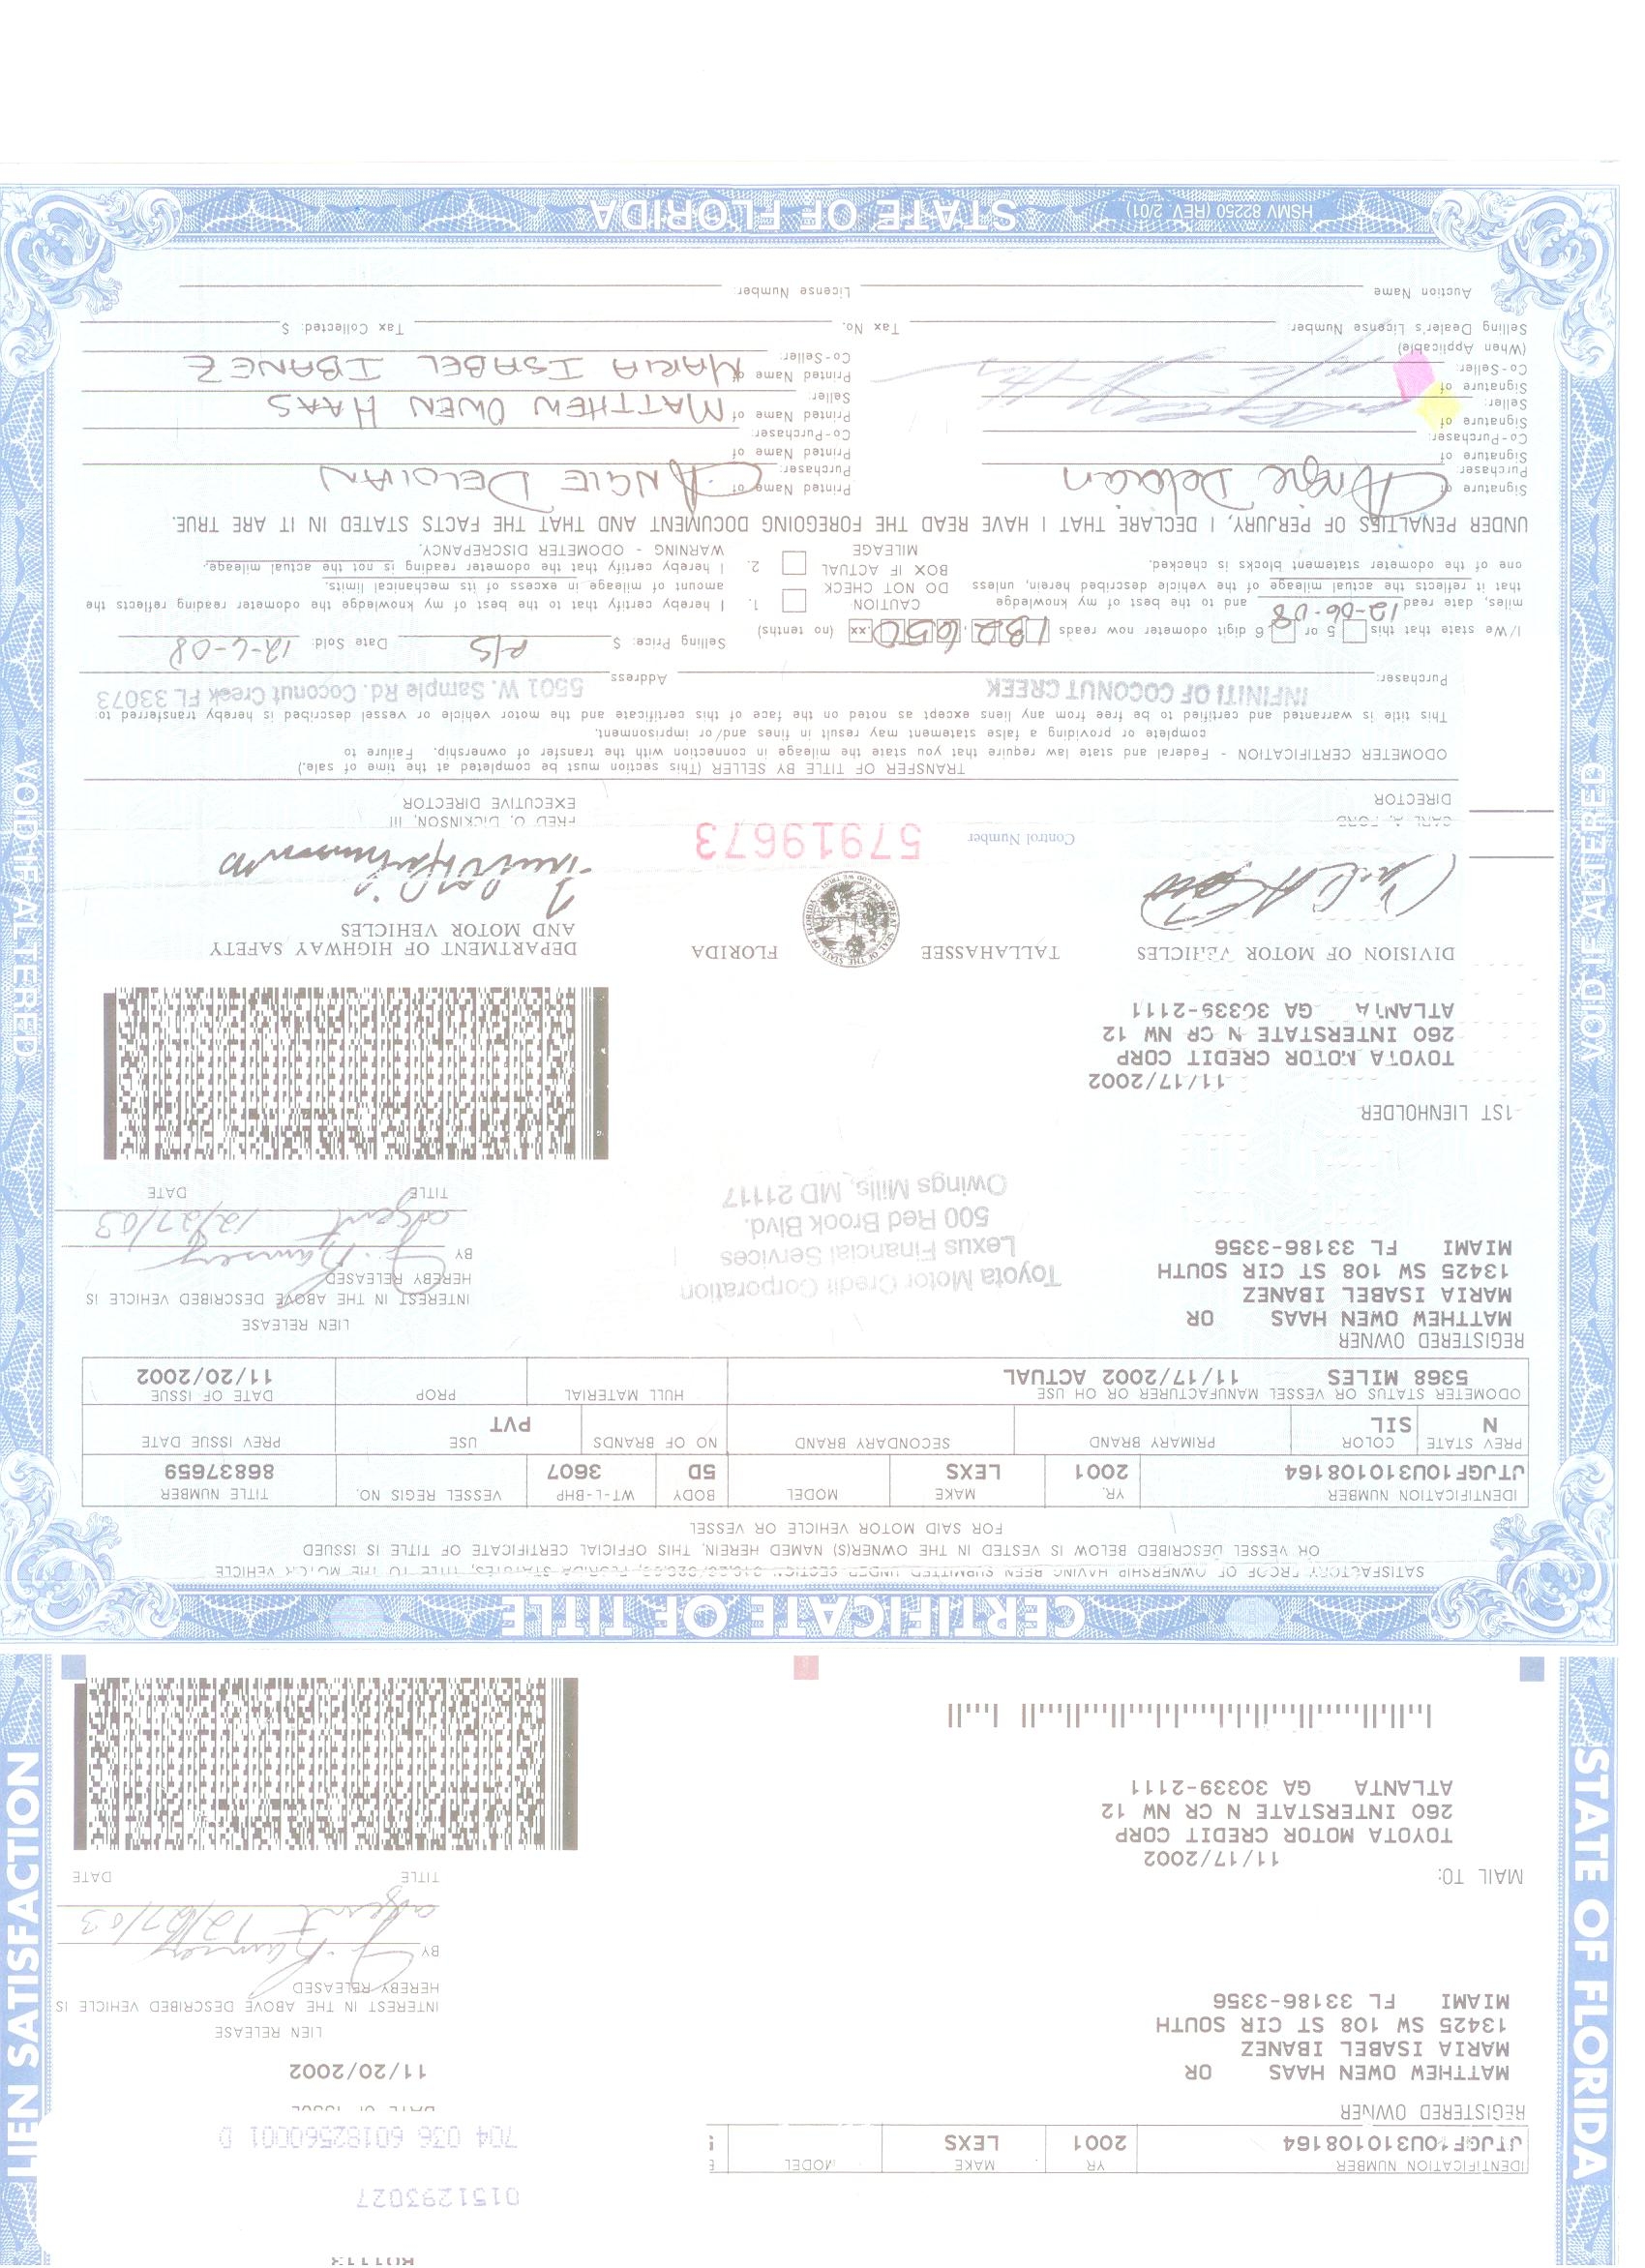 R01113
0151293027
704 036 60182560001 D
IDENTIFICATION NUMBER YR MAKE MODEL
JTJGF10U310108164 2001 LEXS
DATE OF ISSUE
11/20/2002
REGISTERED OWNER
MATTHEW OWEN HAAS OR
MARIA ISABEL IBANEZ
13425 SW 108 ST CIR SOUTH
MIAMI FL 33186-3356
LIEN RELEASE
INTEREST IN THE ABOVE DESCRIBED VEHICLE IS
HEREBY RELEASED
BY
agent 12/27/03
TITLE DATE
MAIL TO:
11/17/2002
TOYOTA MOTOR CREDIT CORP
260 INTERSTATE N CR NW 12
ATLANTA GA 30339-2111
STATE OF FLORIDA
LIEN SATISFACTION
CERTIFICATE OF TITLE
SATISFACTORY PROOF OF OWNERSHIP HAVING BEEN SUBMITTED UNDER SECTION 319.23/328.03, FLORIDA STATUTES, TITLE TO THE MOTOR VEHICLE
OR VESSEL DESCRIBED BELOW IS VESTED IN THE OWNER(S) NAMED HEREIN, THIS OFFICIAL CERTIFICATE OF TITLE IS ISSUED
FOR SAID MOTOR VEHICLE OR VESSEL
IDENTIFICATION NUMBER YR. MAKE MODEL BODY WT-L-BHP VESSEL REGIS NO. TITLE NUMBER
JTJGF10U310108164 2001 LEXS 5D 3607 86837659
PREV STATE COLOR PRIMARY BRAND SECONDARY BRAND NO OF BRANDS USE PREV ISSUE DATE
N SIL PVT
ODOMETER STATUS OR VESSEL MANUFACTURER OR OH USE HULL MATERIAL PROP DATE OF ISSUE
5368 MILES 11/17/2002 ACTUAL 11/20/2002
REGISTERED OWNER
MATTHEW OWEN HAAS OR
MARIA ISABEL IBANEZ
13425 SW 108 ST CIR SOUTH
MIAMI FL 33186-3356
Toyota Motor Credit Corporation
Lexus Financial Services
500 Red Brook Blvd.
Owings Mills, MD 21117
LIEN RELEASE
INTEREST IN THE ABOVE DESCRIBED VEHICLE IS
HEREBY RELEASED
BY
agent 12/27/03
TITLE DATE
1ST LIENHOLDER
11/17/2002
TOYOTA MOTOR CREDIT CORP
260 INTERSTATE N CR NW 12
ATLANTA GA 30339-2111
DIVISION OF MOTOR VEHICLES TALLAHASSEE FLORIDA DEPARTMENT OF HIGHWAY SAFETY
AND MOTOR VEHICLES
GREAT SEAL OF THE STATE OF FLORIDA
IN GOD WE TRUST
Control Number 57919673
CARL A. FORD
DIRECTOR
FRED O. DICKINSON, III
EXECUTIVE DIRECTOR
TRANSFER OF TITLE BY SELLER (This section must be completed at the time of sale.)
ODOMETER CERTIFICATION - Federal and state law require that you state the mileage in connection with the transfer of ownership. Failure to
complete or providing a false statement may result in fines and/or imprisonment.
This title is warranted and certified to be free from any liens except as noted on the face of this certificate and the motor vehicle or vessel described is hereby transferred to:
Purchaser: INFINITI OF COCONUT CREEK Address 5501 W. Sample Rd. Coconut Creek FL 33073
I/We state that this 5 or 6 digit odometer now reads 132,650 xx (no tenths) Selling Price: $ P/S Date Sold: 12-6-08
miles, date read 12-06-08 and to the best of my knowledge
that it reflects the actual mileage of the vehicle described herein, unless
one of the odometer statement blocks is checked.
CAUTION
DO NOT CHECK
BOX IF ACTUAL
MILEAGE
1. I hereby certify that to the best of my knowledge the odometer reading reflects the
amount of mileage in excess of its mechanical limits.
2. I hereby certify that the odometer reading is not the actual mileage.
WARNING - ODOMETER DISCREPANCY.
UNDER PENALTIES OF PERJURY, I DECLARE THAT I HAVE READ THE FOREGOING DOCUMENT AND THAT THE FACTS STATED IN IT ARE TRUE.
Signature of
Purchaser: Angie Deloian
Printed Name of
Purchaser: ANGIE DELOIAN
Signature of
Co-Purchaser:
Printed Name of
Co-Purchaser:
Signature of
Seller:
Printed Name of
Seller: MATTHEW OWEN HAAS
Signature of
Co-Seller:
(When Applicable)
Printed Name of
Co-Seller: MARIA ISABEL IBANEZ
Selling Dealer's License Number: Tax No. Tax Collected: $
Auction Name License Number:
HSMV 82250 (REV. 2/01) STATE OF FLORIDA
VOID IF ALTERED
VOID IF ALTERED